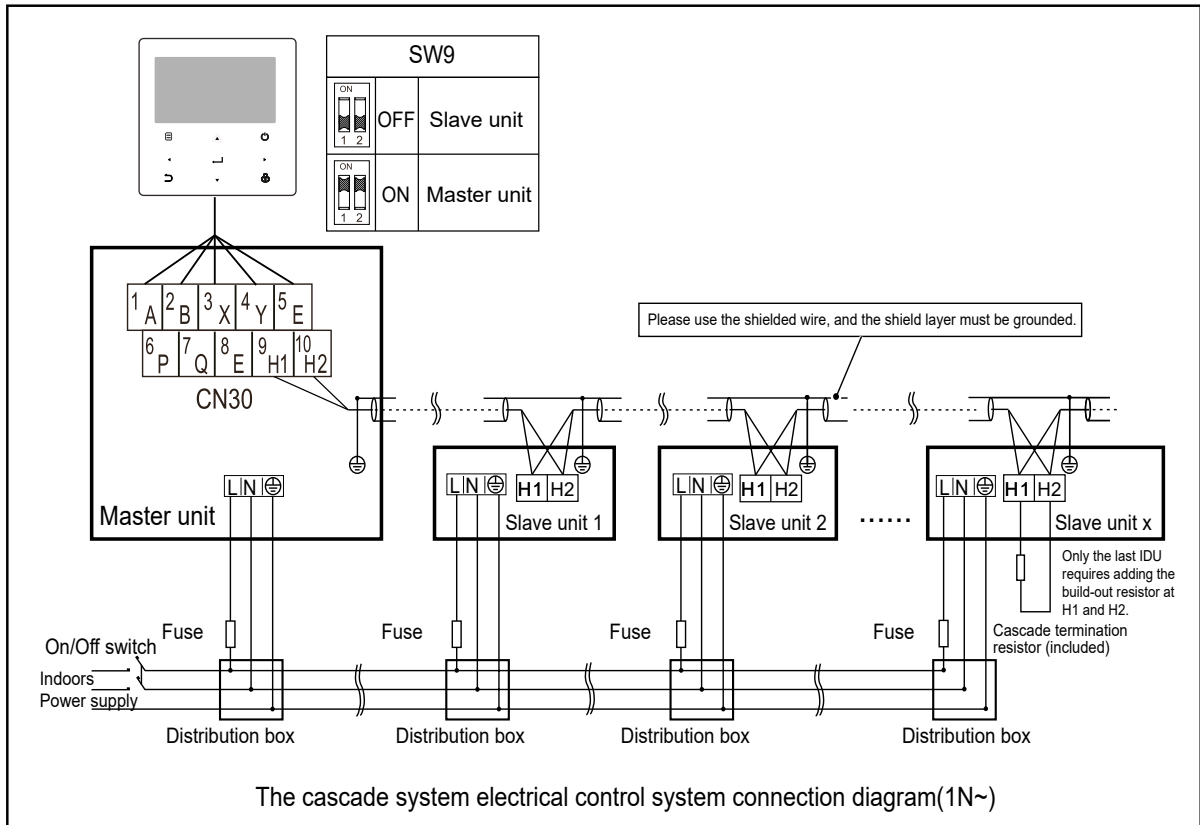 SW9
ON
1 2
OFF
Slave unit
ON
1 2
ON
Master unit
1 A
2 B
3 X
4 Y
5 E
6 P
7 Q
8 E
9 H1
10 H2
CN30
Please use the shielded wire, and the shield layer must be grounded.
L N
Master unit
L N
H1 H2
Slave unit 1
L N
H1 H2
Slave unit 2
......
L N
H1 H2
Slave unit x
Only the last IDU
requires adding the
build-out resistor at
H1 and H2.
Cascade termination
resistor (included)
Fuse
Fuse
Fuse
Fuse
On/Off switch
Indoors
Power supply
Distribution box
Distribution box
Distribution box
Distribution box
The cascade system electrical control system connection diagram(1N~)